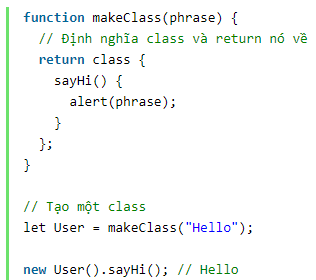 function makeClass(phrase) {
  // Định nghĩa class và return nó về
  return class {
    sayHi() {
      alert(phrase);
    }
  };
}

// Tạo một class
let User = makeClass("Hello");

new User().sayHi(); // Hello